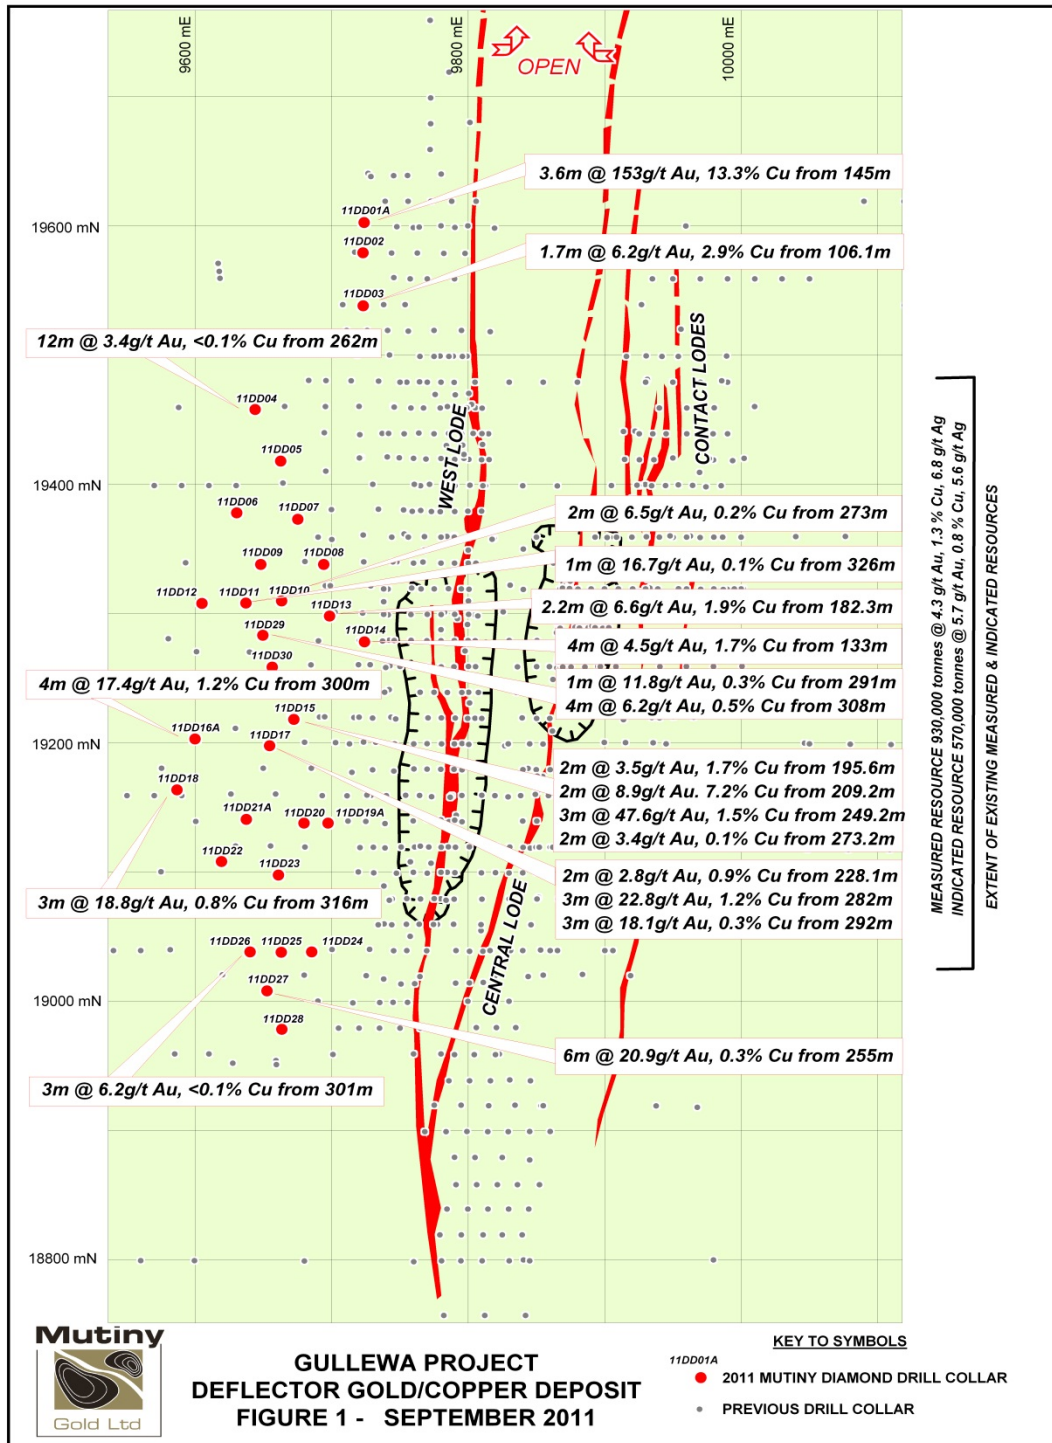 9600 mE
9800 mE
10000 mE
OPEN
3.6m @ 153g/t Au, 13.3% Cu from 145m
11DD01A
19600 mN
11DD02
1.7m @ 6.2g/t Au, 2.9% Cu from 106.1m
11DD03
12m @ 3.4g/t Au, <0.1% Cu from 262m
CONTACT LODES
11DD04
WEST LODE
11DD05
19400 mN
11DD06
11DD07
2m @ 6.5g/t Au, 0.2% Cu from 273m
11DD09
11DD08
1m @ 16.7g/t Au, 0.1% Cu from 326m
11DD12
11DD11
11DD10
11DD13
2.2m @ 6.6g/t Au, 1.9% Cu from 182.3m
11DD29
11DD14
4m @ 4.5g/t Au, 1.7% Cu from 133m
11DD30
4m @ 17.4g/t Au, 1.2% Cu from 300m
1m @ 11.8g/t Au, 0.3% Cu from 291m
4m @ 6.2g/t Au, 0.5% Cu from 308m
11DD15
11DD16A
11DD17
19200 mN
2m @ 3.5g/t Au, 1.7% Cu from 195.6m
2m @ 8.9g/t Au. 7.2% Cu from 209.2m
3m @ 47.6g/t Au, 1.5% Cu from 249.2m
2m @ 3.4g/t Au, 0.1% Cu from 273.2m
11DD18
11DD21A
11DD20
11DD19A
11DD22
11DD23
2m @ 2.8g/t Au, 0.9% Cu from 228.1m
3m @ 22.8g/t Au, 1.2% Cu from 282m
3m @ 18.1g/t Au, 0.3% Cu from 292m
3m @ 18.8g/t Au, 0.8% Cu from 316m
CENTRAL LODE
11DD26
11DD25
11DD24
11DD27
19000 mN
11DD28
6m @ 20.9g/t Au, 0.3% Cu from 255m
3m @ 6.2g/t Au, <0.1% Cu from 301m
18800 mN
MEASURED RESOURCE 930,000 tonnes @ 4.3 g/t Au, 1.3 % Cu, 6.8 g/t Ag
INDICATED RESOURCE 570,000 tonnes @ 5.7 g/t Au, 0.8 % Cu, 5.6 g/t Ag
EXTENT OF EXISTING MEASURED & INDICATED RESOURCES
Mutiny
Gold Ltd
GULLEWA PROJECT
DEFLECTOR GOLD/COPPER DEPOSIT
FIGURE 1 - SEPTEMBER 2011
KEY TO SYMBOLS
11DD01A
2011 MUTINY DIAMOND DRILL COLLAR
PREVIOUS DRILL COLLAR